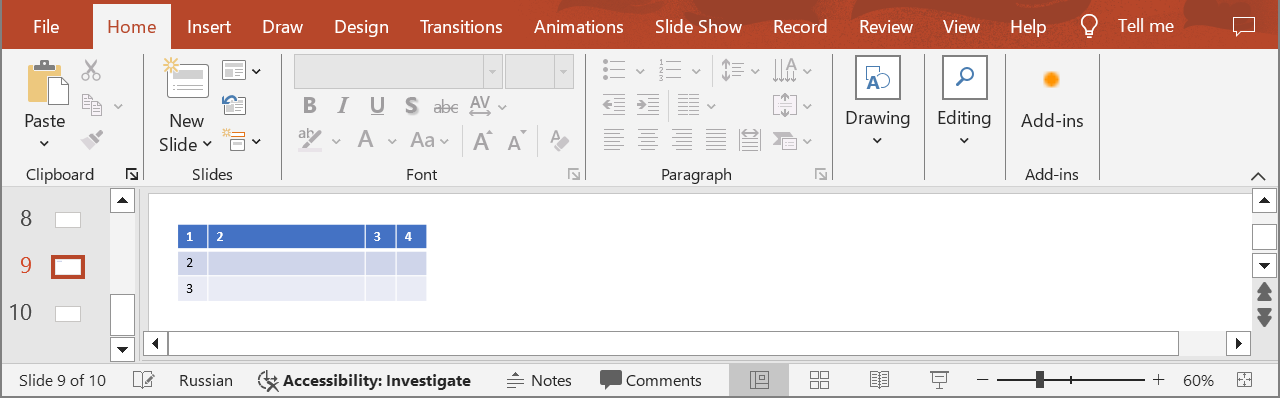 File Home Insert Draw Design Transitions Animations Slide Show Record Review View Help Tell me
Paste
New
Slide
B I U S abc AV
A Aa A A A
Drawing
Editing
Add-ins
Clipboard Slides Font Paragraph Add-ins
8
9
10
1 2 3 4
2
3
Slide 9 of 10 Russian Accessibility: Investigate Notes Comments 60%